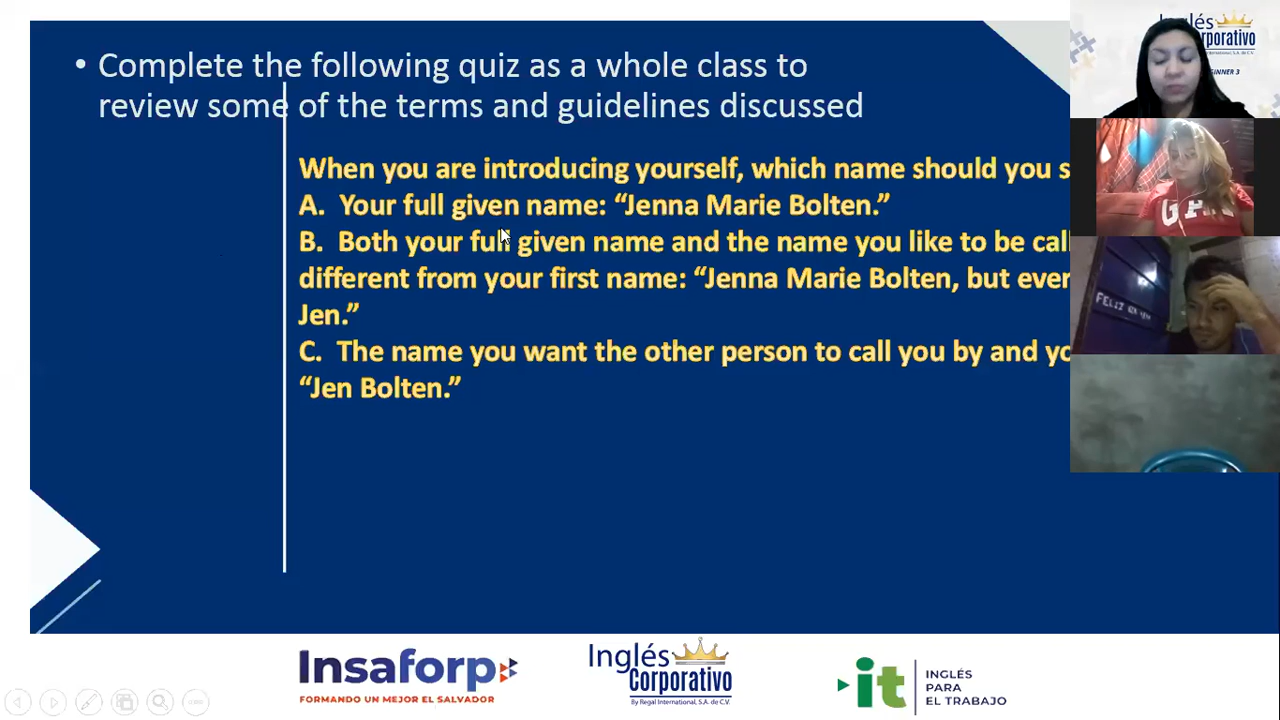 • Complete the following quiz as a whole class to
review some of the terms and guidelines discussed
When you are introducing yourself, which name should you
A. Your full given name: “Jenna Marie Bolten.”
B. Both your full given name and the name you like to be
different from your first name: “Jenna Marie Bolten, but
Jen.”
C. The name you want the other person to call you by and
“Jen Bolten.”
Inglés
Corporativo
FELIZ
Insaforp
FORMANDO UN MEJOR EL SALVADOR
Inglés
Corporativo
By Regal International, S.A. de C.V.
it
INGLÉS
PARA
EL TRABAJO